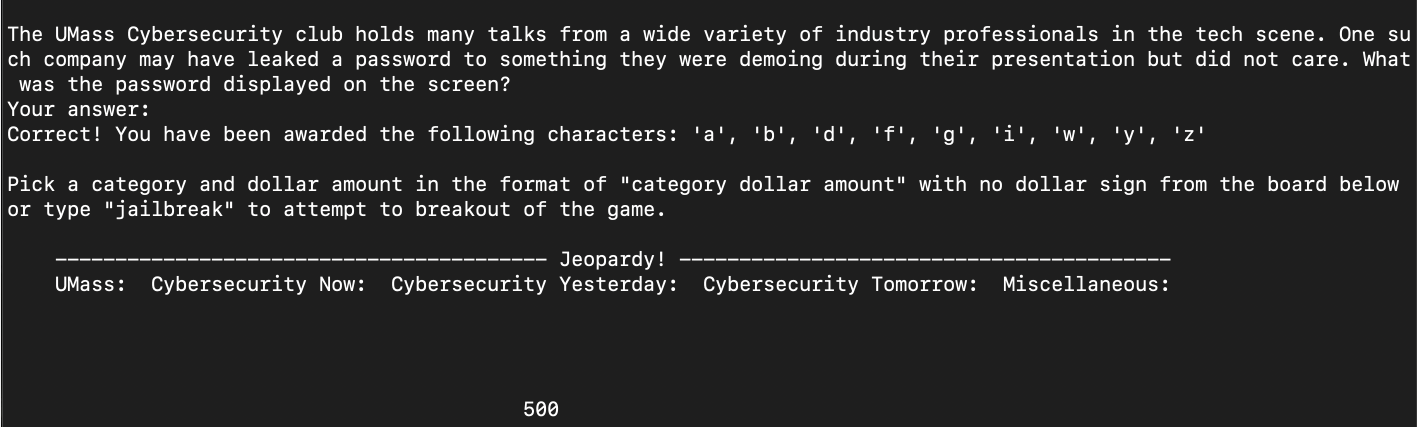 The UMass Cybersecurity club holds many talks from a wide variety of industry professionals in the tech scene. One su
ch company may have leaked a password to something they were demoing during their presentation but did not care. What
 was the password displayed on the screen?
Your answer:
Correct! You have been awarded the following characters: 'a', 'b', 'd', 'f', 'g', 'i', 'w', 'y', 'z'
Pick a category and dollar amount in the format of "category dollar amount" with no dollar sign from the board below
or type "jailbreak" to attempt to breakout of the game.
----------------------------------------- Jeopardy! -----------------------------------------
UMass:  Cybersecurity Now:  Cybersecurity Yesterday:  Cybersecurity Tomorrow:  Miscellaneous:
500